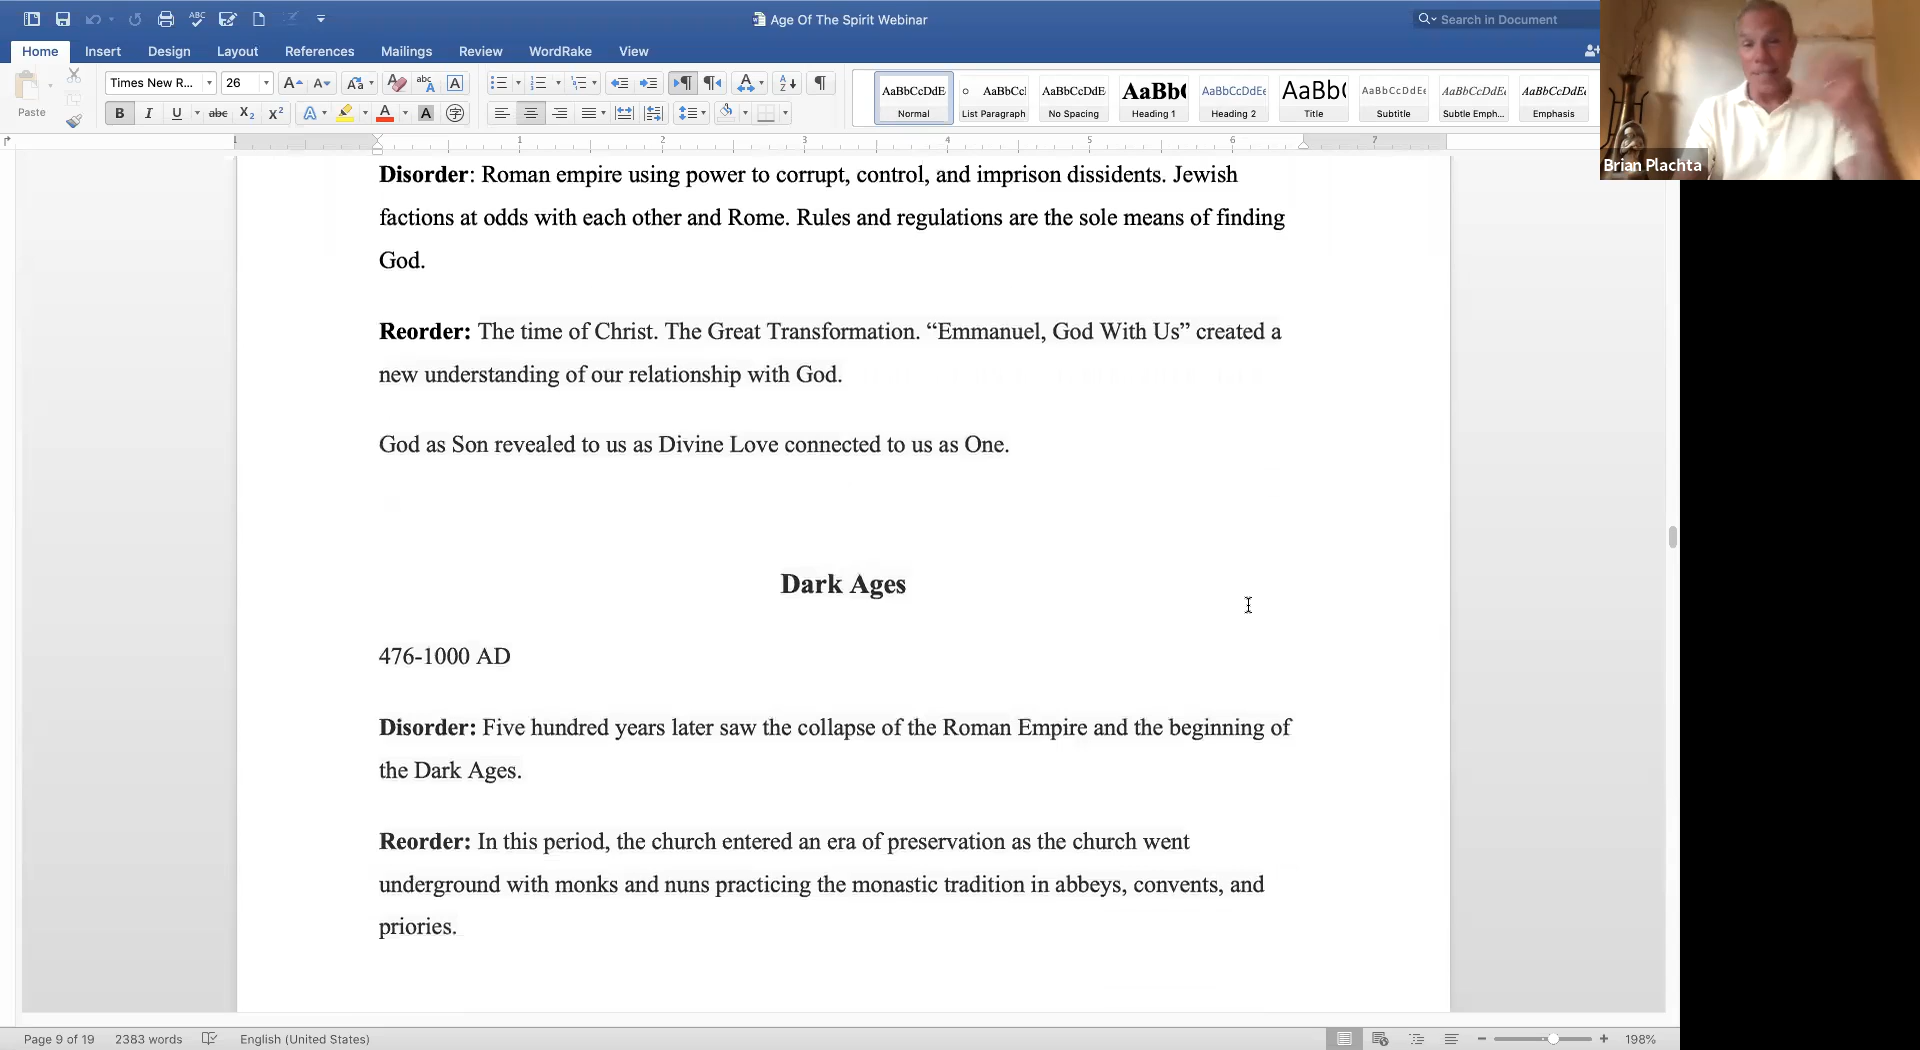 Age Of The Spirit Webinar
Search in Document
Home Insert Design Layout References Mailings Review WordRake View
Paste
Times New R... 26
AaBbCcDdE AaBbCc AaBbCcDdE AaBb( AaBbCcDdEe AaBb( AaBbCcDdEe AaBbCcDdEe AaBbCcDdEe
Normal List Paragraph No Spacing Heading 1 Heading 2 Title Subtitle Subtle Emph... Emphasis
Brian Plachta
1 1 2 3 4 5 6 7
Disorder: Roman empire using power to corrupt, control, and imprison dissidents. Jewish
factions at odds with each other and Rome. Rules and regulations are the sole means of finding
God.
Reorder: The time of Christ. The Great Transformation. “Emmanuel, God With Us” created a
new understanding of our relationship with God.
God as Son revealed to us as Divine Love connected to us as One.
Dark Ages
476-1000 AD
Disorder: Five hundred years later saw the collapse of the Roman Empire and the beginning of
the Dark Ages.
Reorder: In this period, the church entered an era of preservation as the church went
underground with monks and nuns practicing the monastic tradition in abbeys, convents, and
priories.
Page 9 of 19 2383 words English (United States) 198%